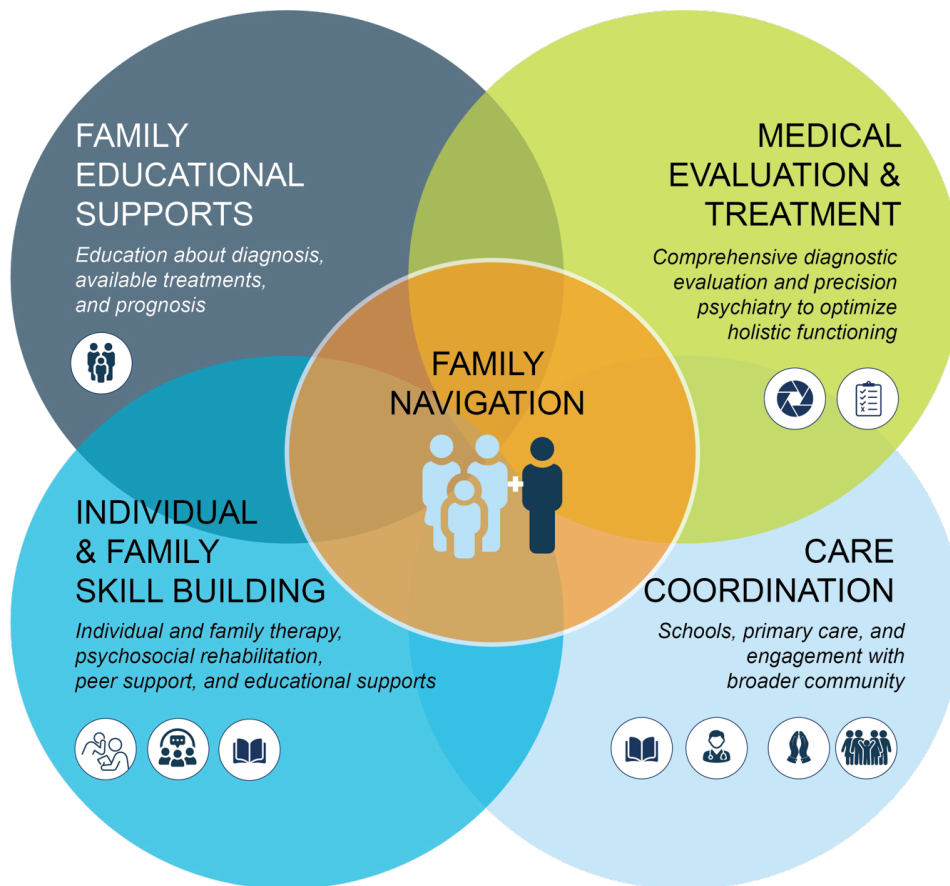 FAMILY
EDUCATIONAL
SUPPORTS
Education about diagnosis,
available treatments,
and prognosis
MEDICAL
EVALUATION &
TREATMENT
Comprehensive diagnostic
evaluation and precision
psychiatry to optimize
holistic functioning
FAMILY
NAVIGATION
+
INDIVIDUAL
& FAMILY
SKILL BUILDING
Individual and family therapy,
psychosocial rehabilitation,
peer support, and educational supports
CARE
COORDINATION
Schools, primary care, and
engagement with
broader community